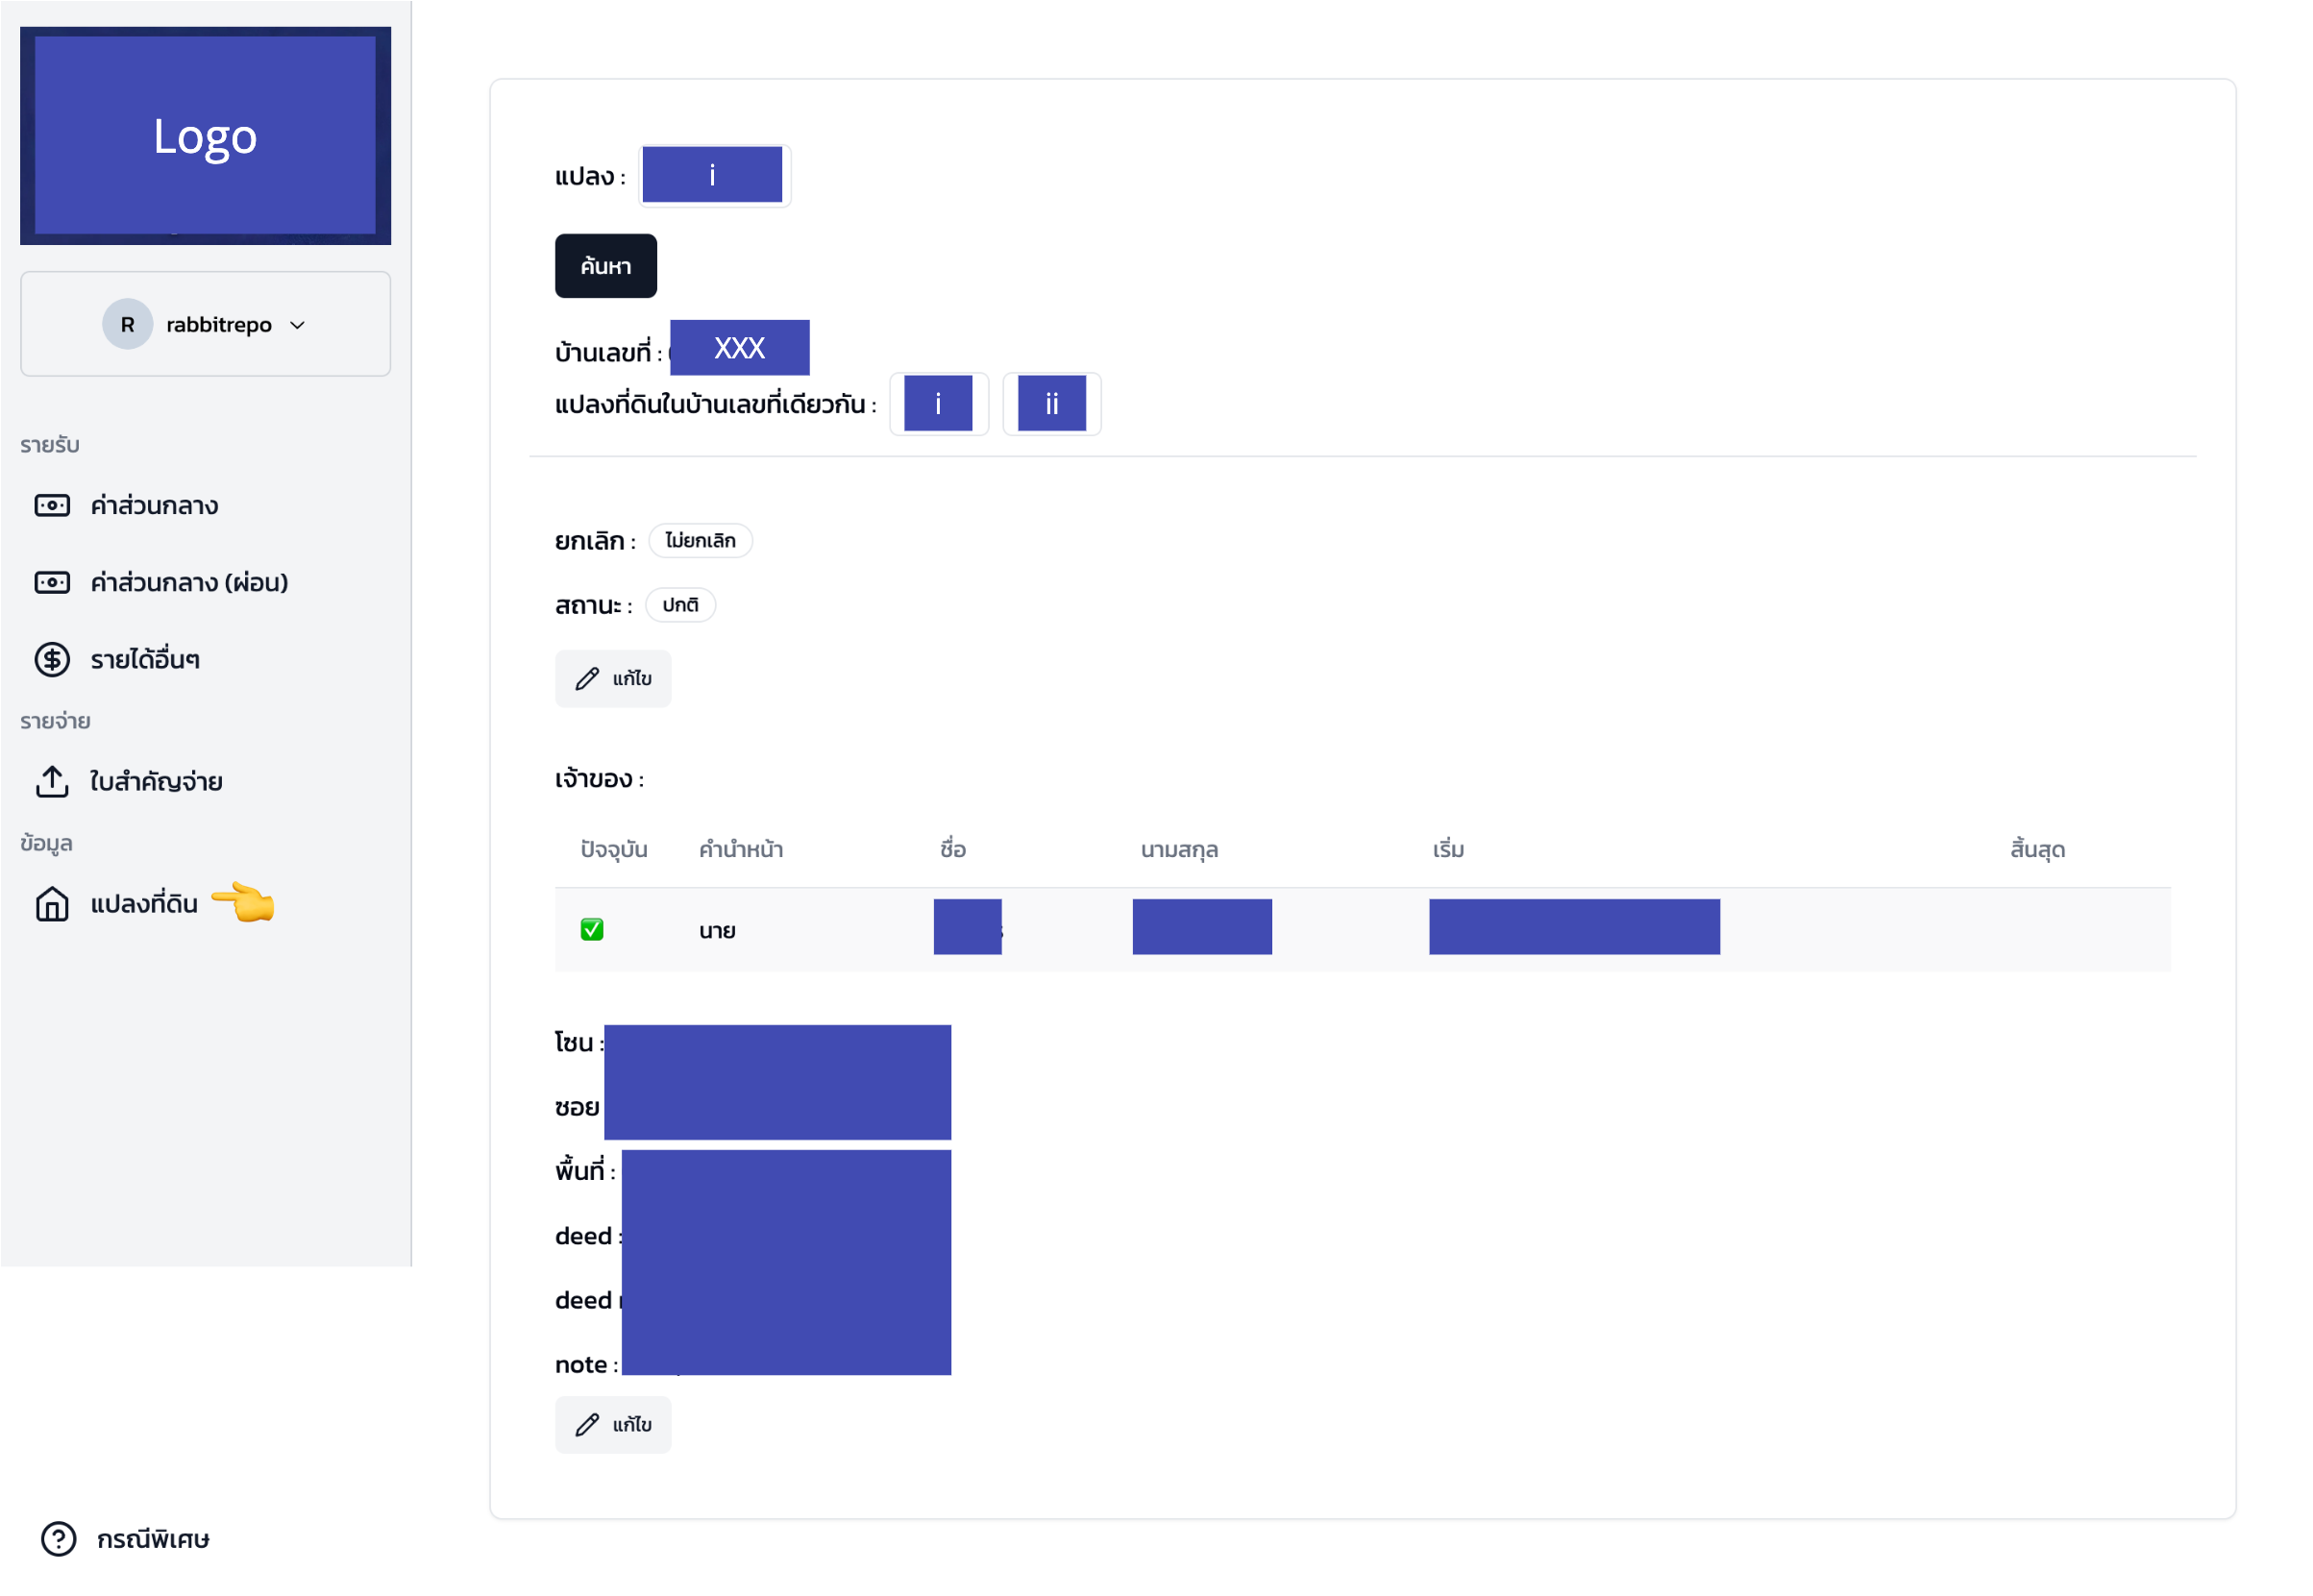 Logo
R rabbitrepo
รายรับ
ค่าส่วนกลาง
ค่าส่วนกลาง (ผ่อน)
รายได้อื่นๆ
รายจ่าย
ใบสำคัญจ่าย
ข้อมูล
แปลงที่ดิน
กรณีพิเศษ
แปลง : i
ค้นหา
บ้านเลขที่ : XXX
แปลงที่ดินในบ้านเลขที่เดียวกัน : i ii
ยกเลิก : ไม่ยกเลิก
สถานะ : ปกติ
แก้ไข
เจ้าของ :
ปัจจุบัน คำนำหน้า ชื่อ นามสกุล เริ่ม สิ้นสุด
นาย
โซน :
ซอย
พื้นที่ :
deed :
deed
note :
แก้ไข